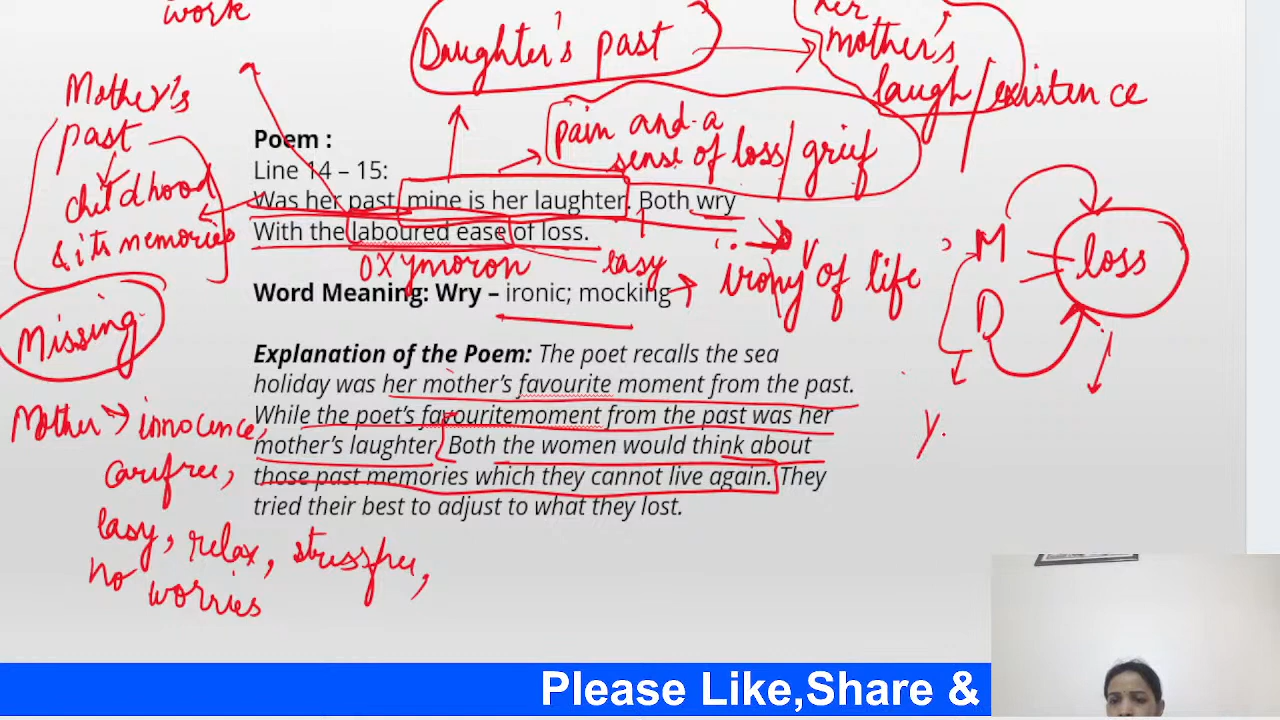 work
her
Daughter's past
mother's
laugh/existence
Mother's
past
childhood
& its memories
pain and a
sense of loss/grief
Poem :
Line 14 – 15:
Was her past, mine is her laughter. Both wry
With the laboured ease of loss.
oxymoron
easy
irony of life
M
D
loss
Word Meaning: Wry – ironic; mocking
Missing
Explanation of the Poem: The poet recalls the sea
holiday was her mother's favourite moment from the past.
While the poet's favouritemoment from the past was her
mother's laughter. Both the women would think about
those past memories which they cannot live again. They
tried their best to adjust to what they lost.
Mother → innocence,
carefree,
easy, relax, stressfree,
no worries
y.
Please Like,Share &